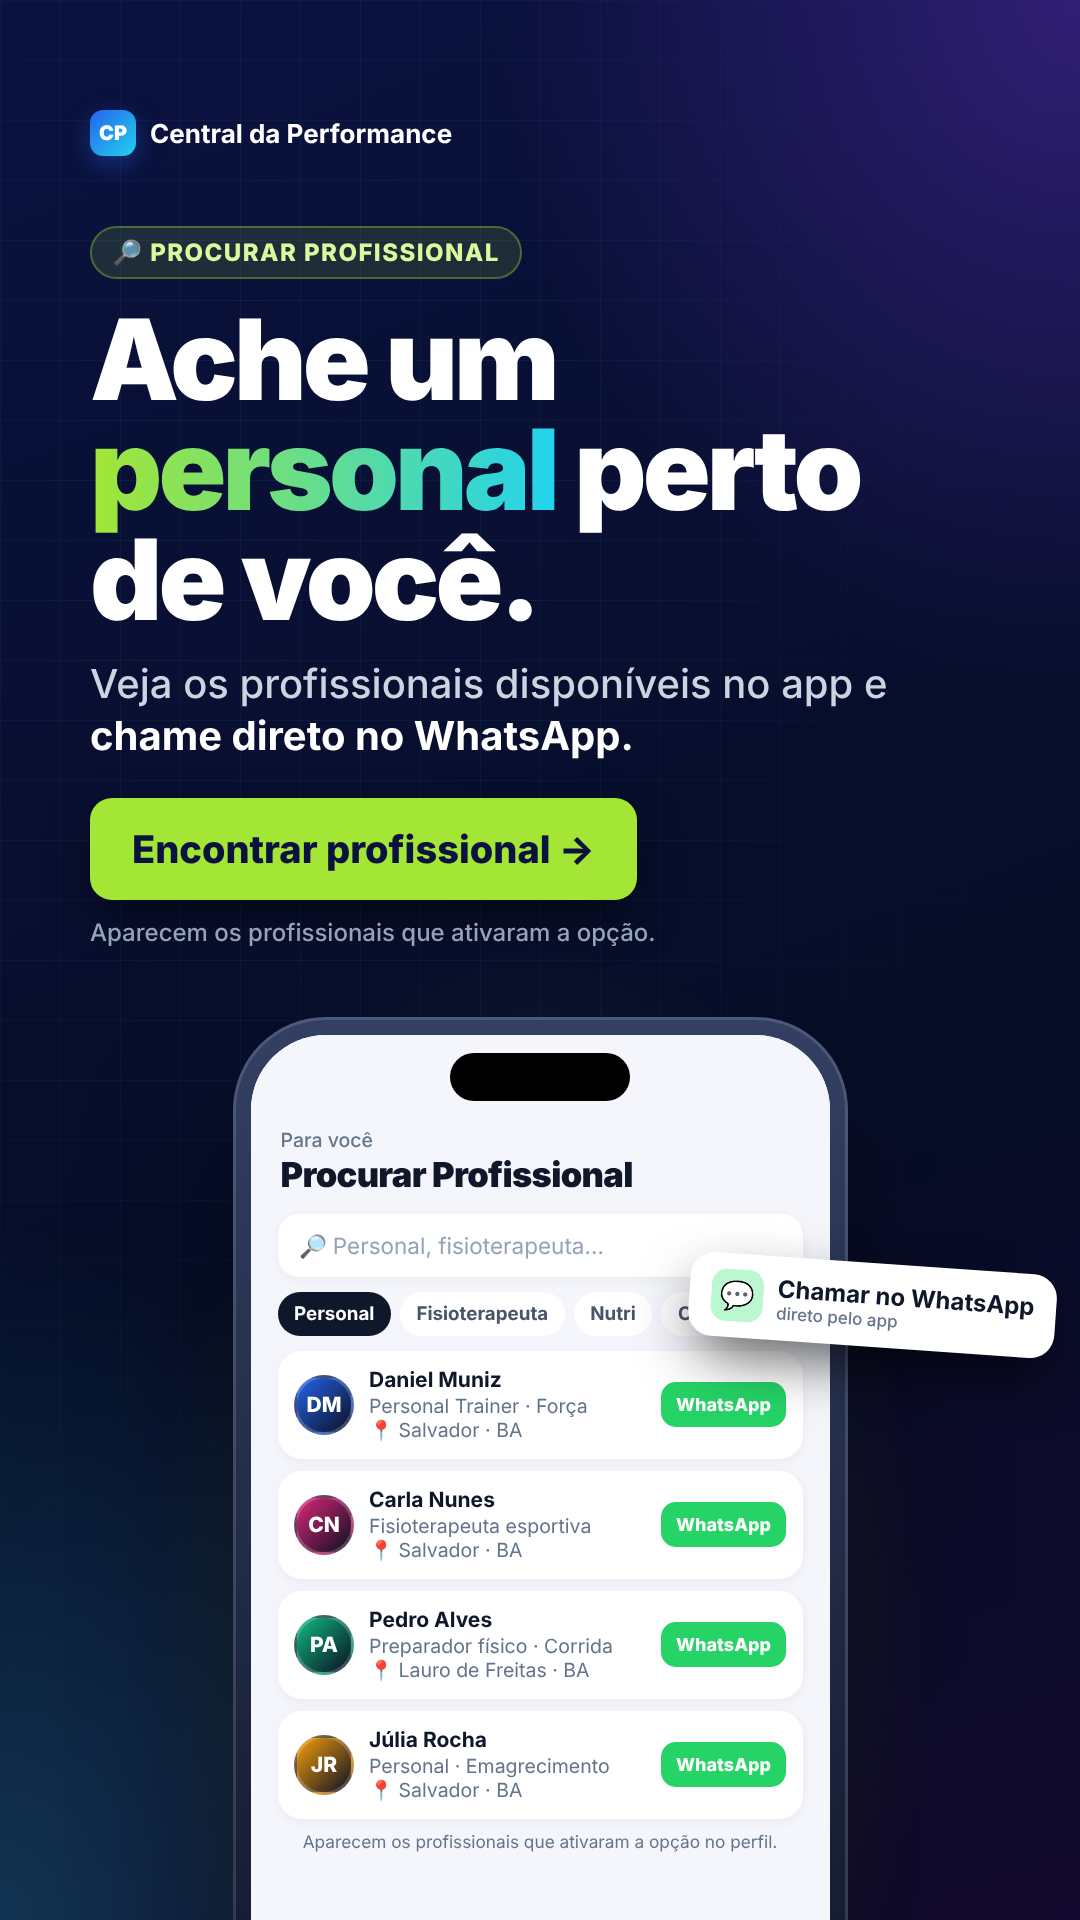 CP Central da Performance
🔎 PROCURAR PROFISSIONAL
Ache um
personal perto
de você.
Veja os profissionais disponíveis no app e
chame direto no WhatsApp.
Encontrar profissional →
Aparecem os profissionais que ativaram a opção.
Para você
Procurar Profissional
🔎 Personal, fisioterapeuta...
💬 Chamar no WhatsApp
direto pelo app
Personal Fisioterapeuta Nutri
DM Daniel Muniz
Personal Trainer · Força
📍 Salvador · BA
WhatsApp
CN Carla Nunes
Fisioterapeuta esportiva
📍 Salvador · BA
WhatsApp
PA Pedro Alves
Preparador físico · Corrida
📍 Lauro de Freitas · BA
WhatsApp
JR Júlia Rocha
Personal · Emagrecimento
📍 Salvador · BA
WhatsApp
Aparecem os profissionais que ativaram a opção no perfil.